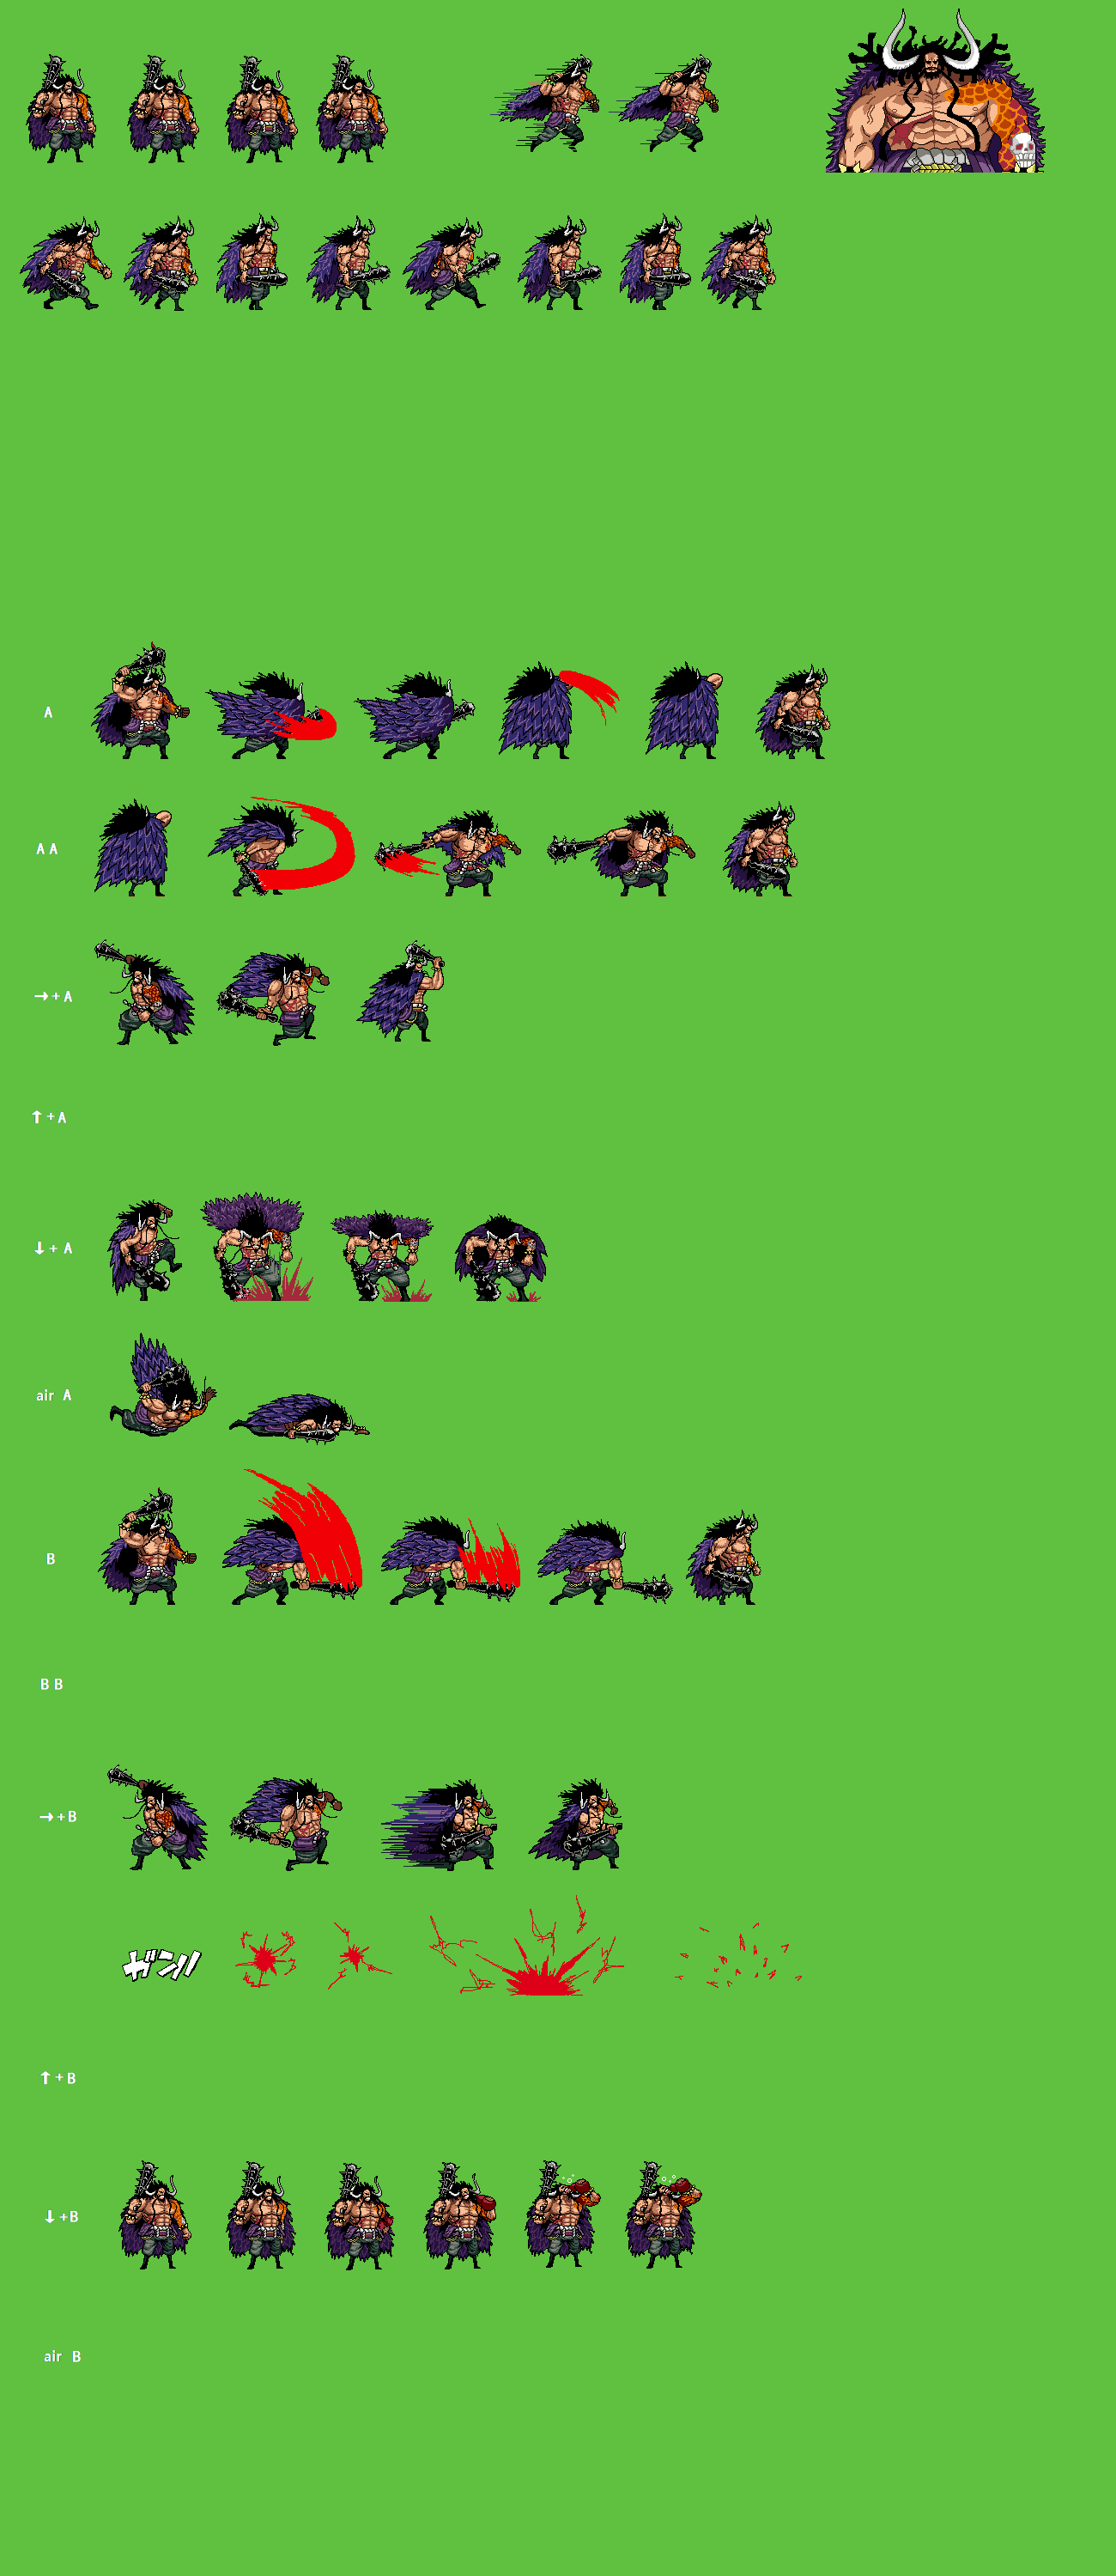 A
A A
→ + A
↑ + A
↓ + A
air A
B
B B
→ + B
ガン!!
↑ + B
↓ + B
air B